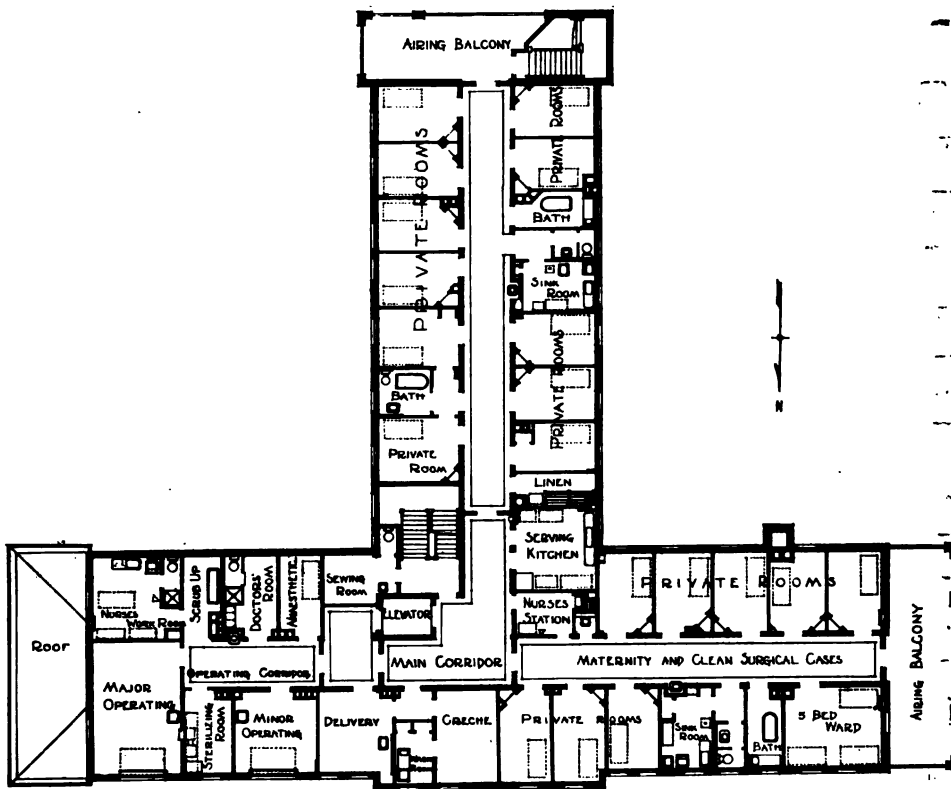 AIRING BALCONY
PRIVATE ROOMS
PRIVATE ROOMS
BATH
SINK
ROOM
PRIVATE ROOMS
BATH
PRIVATE
ROOM
LINEN
SERVING
KITCHEN
NURSES
STATION
SEWING
ROOM
ELEVATOR
ROOF
NURSES
WORK ROOM
SCRUB UP
DOCTORS'
ROOM
ANAESTHETIC
PRIVATE ROOMS
AIRING BALCONY
OPERATING CORRIDOR
MAIN CORRIDOR
MATERNITY AND CLEAN SURGICAL CASES
MAJOR
OPERATING
STERILIZING
ROOM
MINOR
OPERATING
DELIVERY
CRECHE
PRIVATE ROOMS
SINK
ROOM
BATH
5 BED
WARD
N